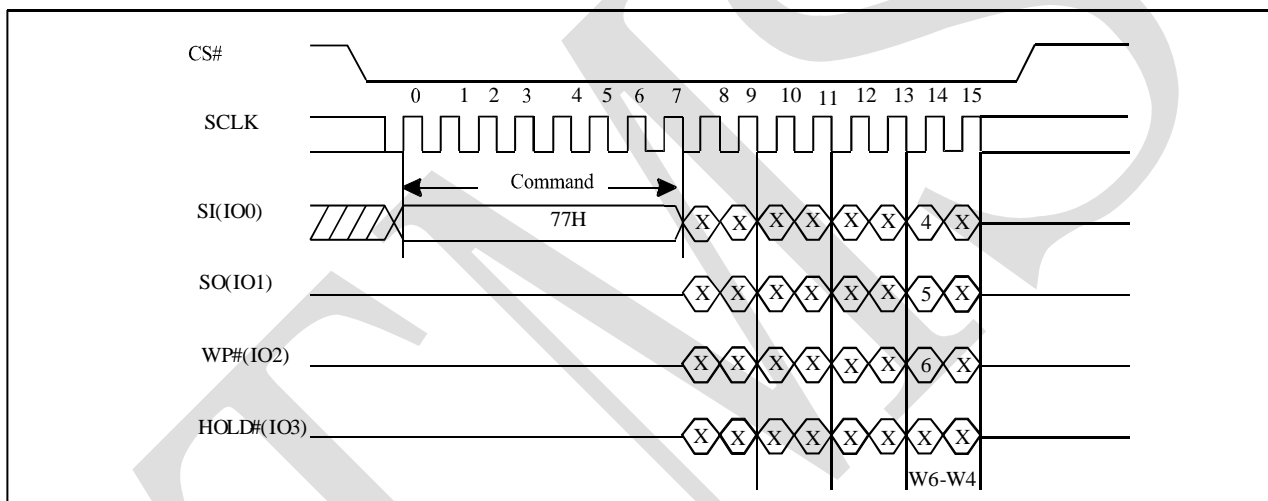 CS#
0 1 2 3 4 5 6 7 8 9 10 11 12 13 14 15
SCLK
Command
SI(IO0) 77H X X X X X X 4 X
SO(IO1) X X X X X X 5 X
WP#(IO2) X X X X X X 6 X
HOLD#(IO3) X X X X X X X X
W6-W4